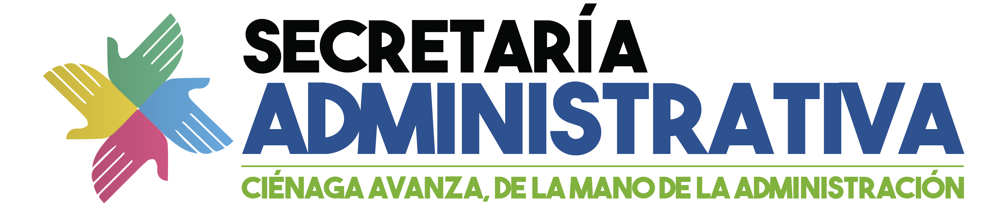 SECRETARÍA
ADMINISTRATIVA
CIÉNAGA AVANZA, DE LA MANO DE LA ADMINISTRACIÓN